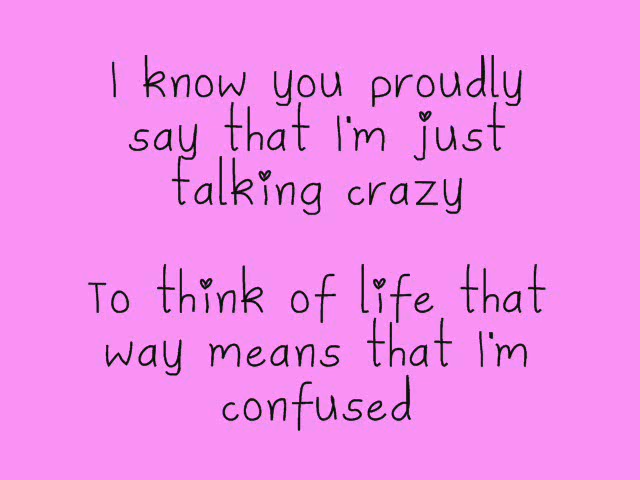 I know you proudly
say that I'm just
talking crazy
To think of life that
way means that I'm
confused